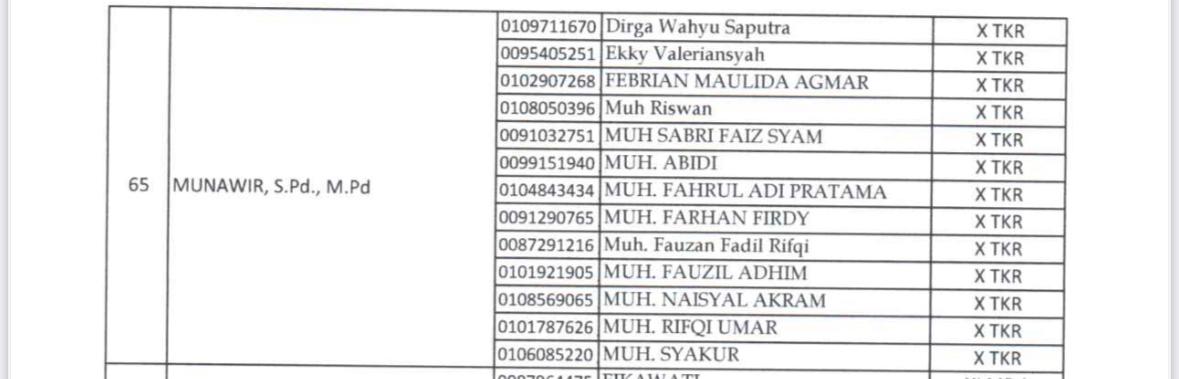 0109711670 Dirga Wahyu Saputra X TKR
0095405251 Ekky Valeriansyah X TKR
0102907268 FEBRIAN MAULIDA AGMAR X TKR
0108050396 Muh Riswan X TKR
0091032751 MUH SABRI FAIZ SYAM X TKR
0099151940 MUH. ABIDI X TKR
65 MUNAWIR, S.Pd., M.Pd 0104843434 MUH. FAHRUL ADI PRATAMA X TKR
0091290765 MUH. FARHAN FIRDY X TKR
0087291216 Muh. Fauzan Fadil Rifqi X TKR
0101921905 MUH. FAUZIL ADHIM X TKR
0108569065 MUH. NAISYAL AKRAM X TKR
0101787626 MUH. RIFQI UMAR X TKR
0106085220 MUH. SYAKUR X TKR
FIKAWATI